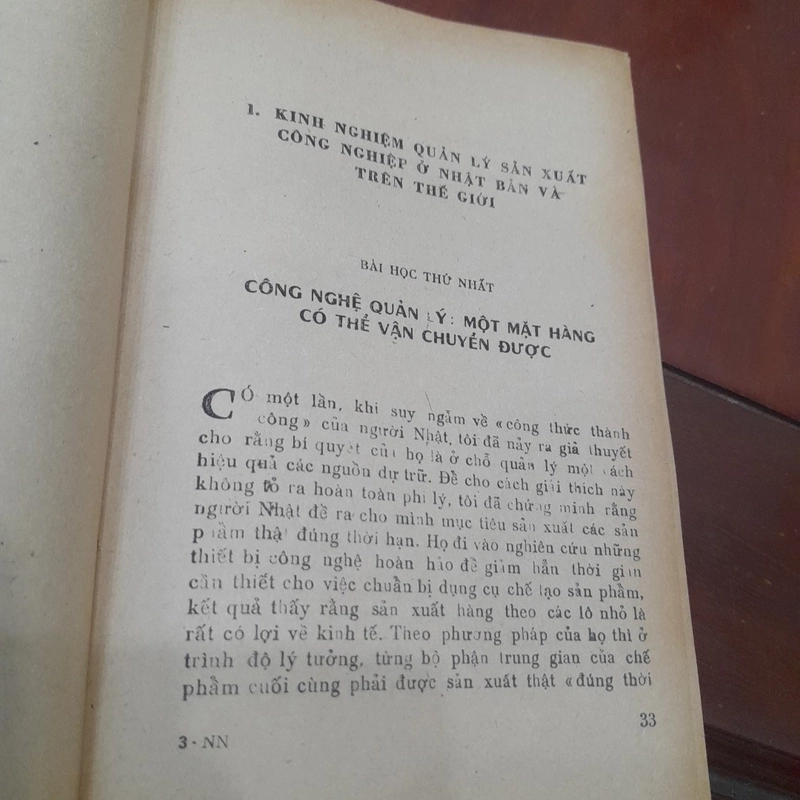 1. KINH NGHIỆM QUẢN LÝ SẢN XUẤT
CÔNG NGHIỆP Ở NHẬT BẢN VÀ
TRÊN THẾ GIỚI
BÀI HỌC THỨ NHẤT
CÔNG NGHỆ QUẢN LÝ: MỘT MẶT HÀNG
CÓ THỂ VẬN CHUYỂN ĐƯỢC
CÓ một lần, khi suy ngẫm về «công thức thành
công» của người Nhật, tôi đã nảy ra giả thuyết
cho rằng bí quyết của họ là ở chỗ quản lý một cách
hiệu quả các nguồn dự trữ. Để cho cách giải thích này
không tỏ ra hoàn toàn phi lý, tôi đã chứng minh rằng
người Nhật đề ra cho mình mục tiêu sản xuất các sản
phẩm thật đúng thời hạn. Họ đi vào nghiên cứu những
thiết bị công nghệ hoàn hảo để giảm hẳn thời gian
cần thiết cho việc chuẩn bị dụng cụ chế tạo sản phẩm,
kết quả thấy rằng sản xuất hàng theo các lô nhỏ là
rất có lợi về kinh tế. Theo phương pháp của họ thì ở
trình độ lý tưởng, từng bộ phận trung gian của chế
phẩm cuối cùng phải được sản xuất thật «đúng thời
33
3 - NN